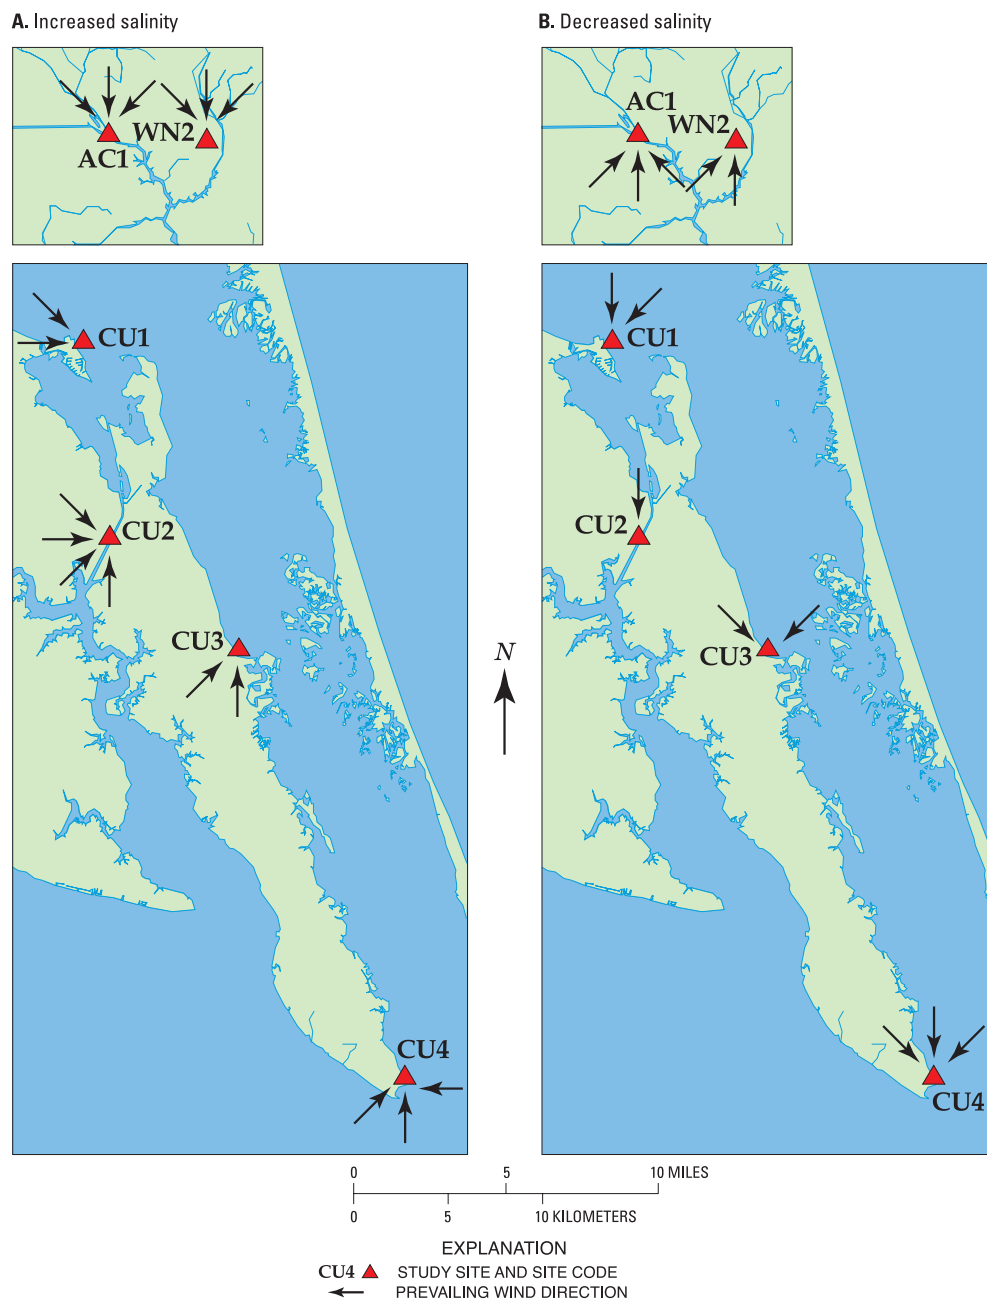 A. Increased salinity
AC1
WN2
CU1
CU2
CU3
CU4
B. Decreased salinity
AC1
WN2
CU1
CU2
CU3
CU4
N
0 5 10 MILES
0 5 10 KILOMETERS
EXPLANATION
CU4 STUDY SITE AND SITE CODE
PREVAILING WIND DIRECTION